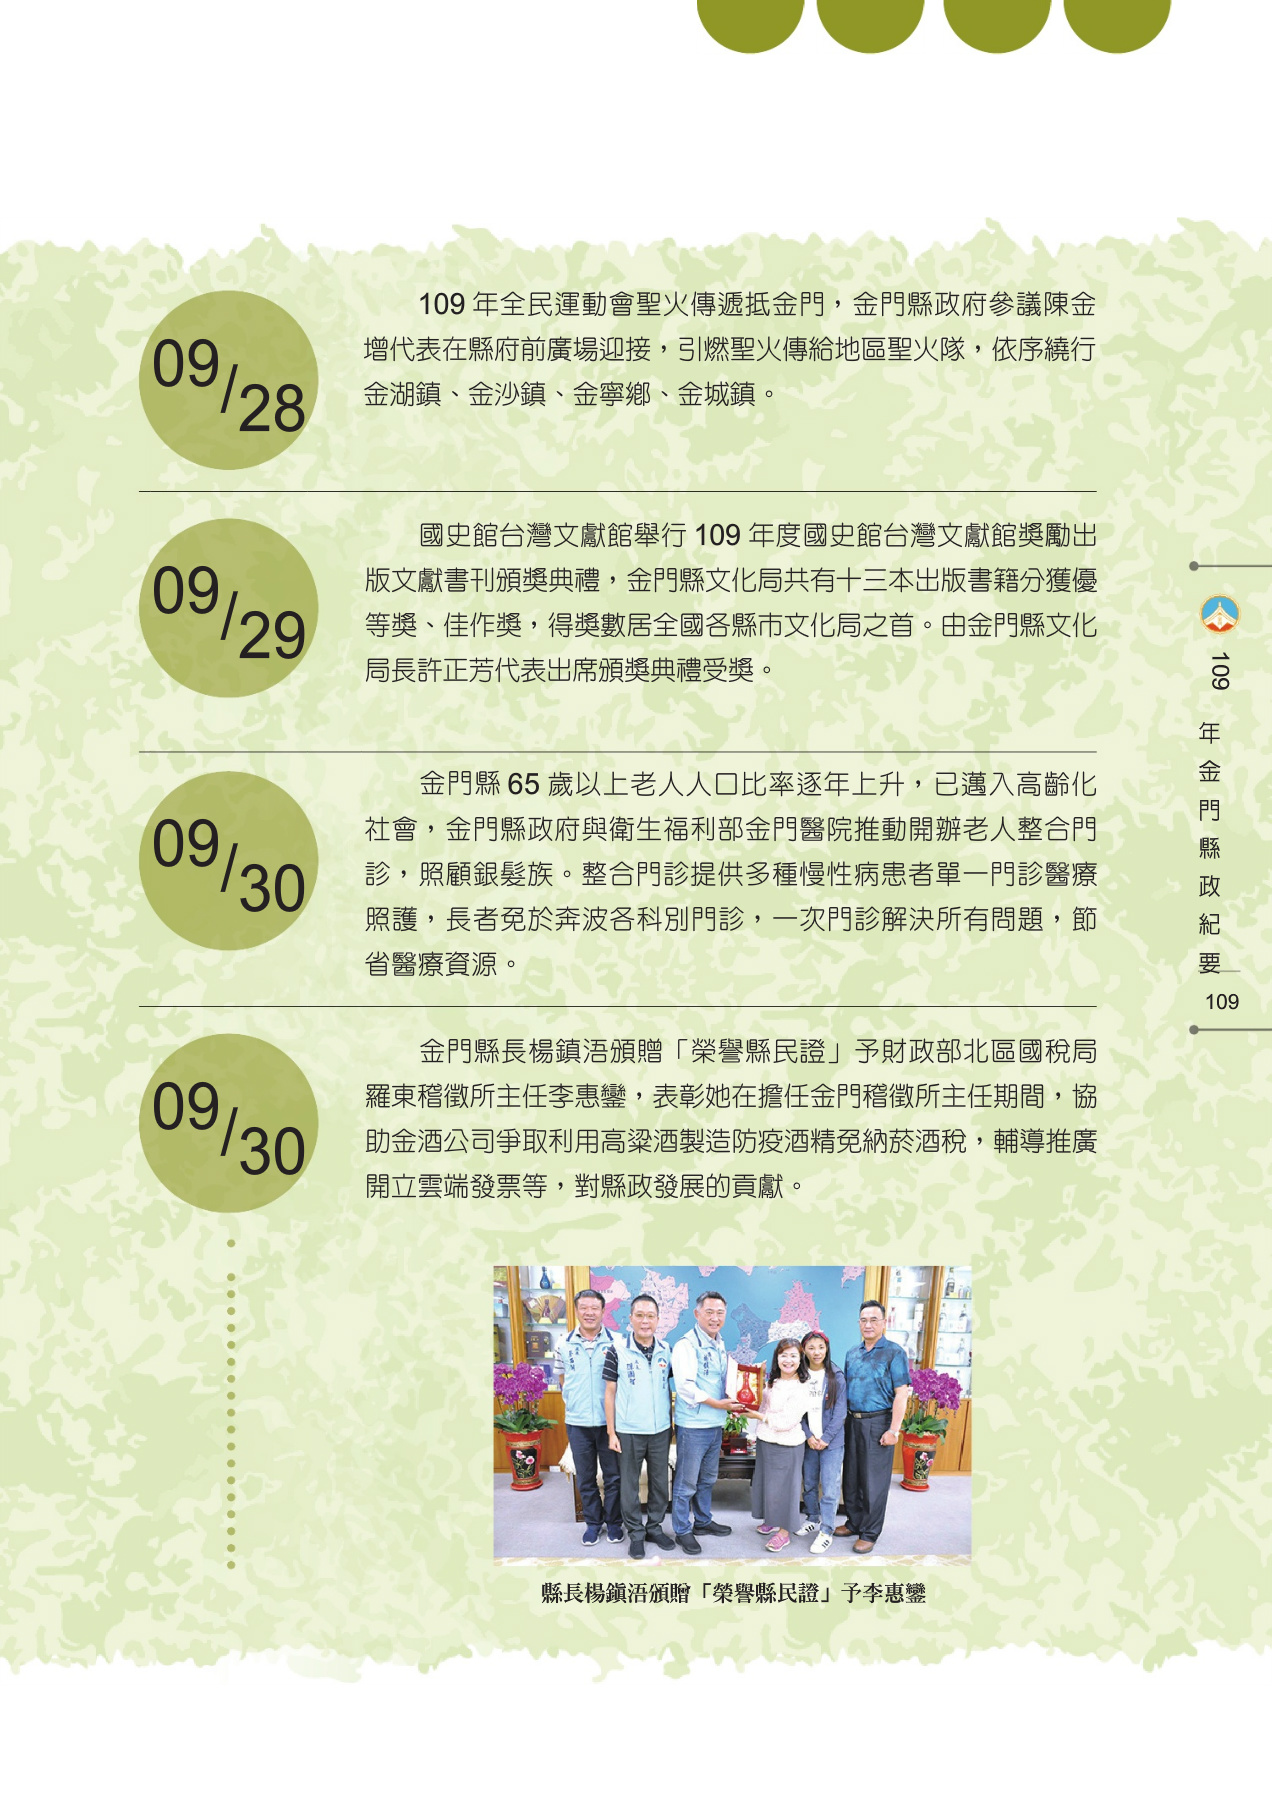 09/28
109 年全民運動會聖火傳遞抵金門，金門縣政府參議陳金
增代表在縣府前廣場迎接，引燃聖火傳給地區聖火隊，依序繞行
金湖鎮、金沙鎮、金寧鄉、金城鎮。
09/29
國史館台灣文獻館舉行 109 年度國史館台灣文獻館獎勵出
版文獻書刊頒獎典禮，金門縣文化局共有十三本出版書籍分獲優
等獎、佳作獎，得獎數居全國各縣市文化局之首。由金門縣文化
局長許正芳代表出席頒獎典禮受獎。
09/30
金門縣 65 歲以上老人人口比率逐年上升，已邁入高齡化
社會，金門縣政府與衛生福利部金門醫院推動開辦老人整合門
診，照顧銀髮族。整合門診提供多種慢性病患者單一門診醫療
照護，長者免於奔波各科別門診，一次門診解決所有問題，節
省醫療資源。
09/30
金門縣長楊鎮浯頒贈「榮譽縣民證」予財政部北區國稅局
羅東稽徵所主任李惠鑾，表彰她在擔任金門稽徵所主任期間，協
助金酒公司爭取利用高粱酒製造防疫酒精免納菸酒稅，輔導推廣
開立雲端發票等，對縣政發展的貢獻。
縣長楊鎮浯頒贈「榮譽縣民證」予李惠鑾
109 年金門縣政紀要
109